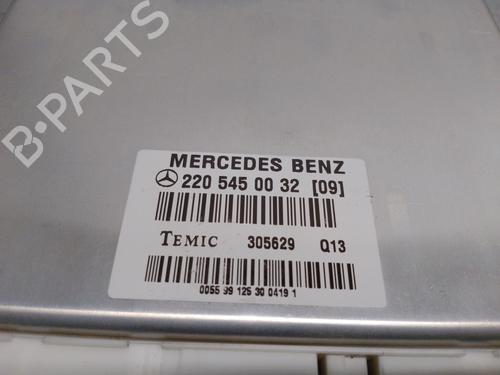 B-PARTS
MERCEDES BENZ
220 545 00 32 [09]
TEMIC 305629 Q13
0055 99 125 30 0419 1